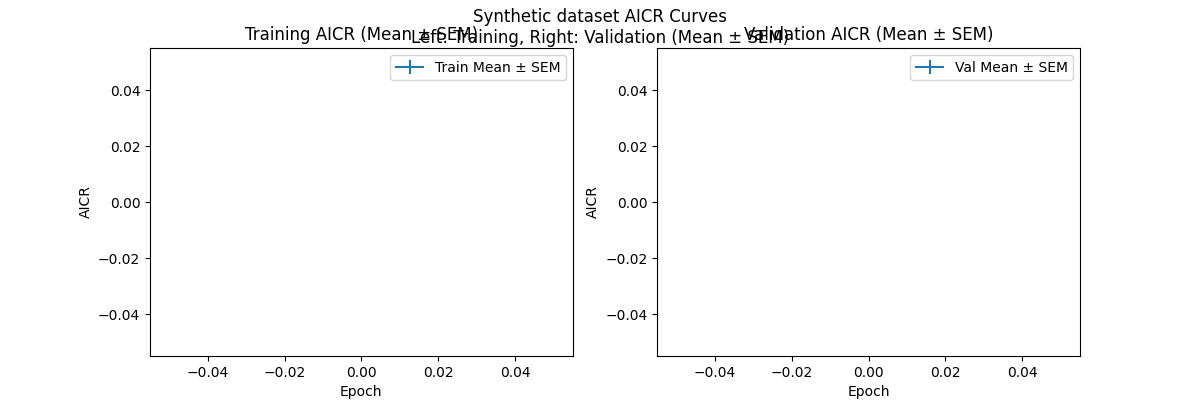 Synthetic dataset AICR Curves
Left: Training, Right: Validation (Mean ± SEM)
Training AICR (Mean ± SEM)
Validation AICR (Mean ± SEM)
Train Mean ± SEM
AICR
0.04
0.02
0.00
−0.02
−0.04
−0.04
−0.02
0.00
0.02
0.04
Epoch
Val Mean ± SEM
AICR
0.04
0.02
0.00
−0.02
−0.04
−0.04
−0.02
0.00
0.02
0.04
Epoch